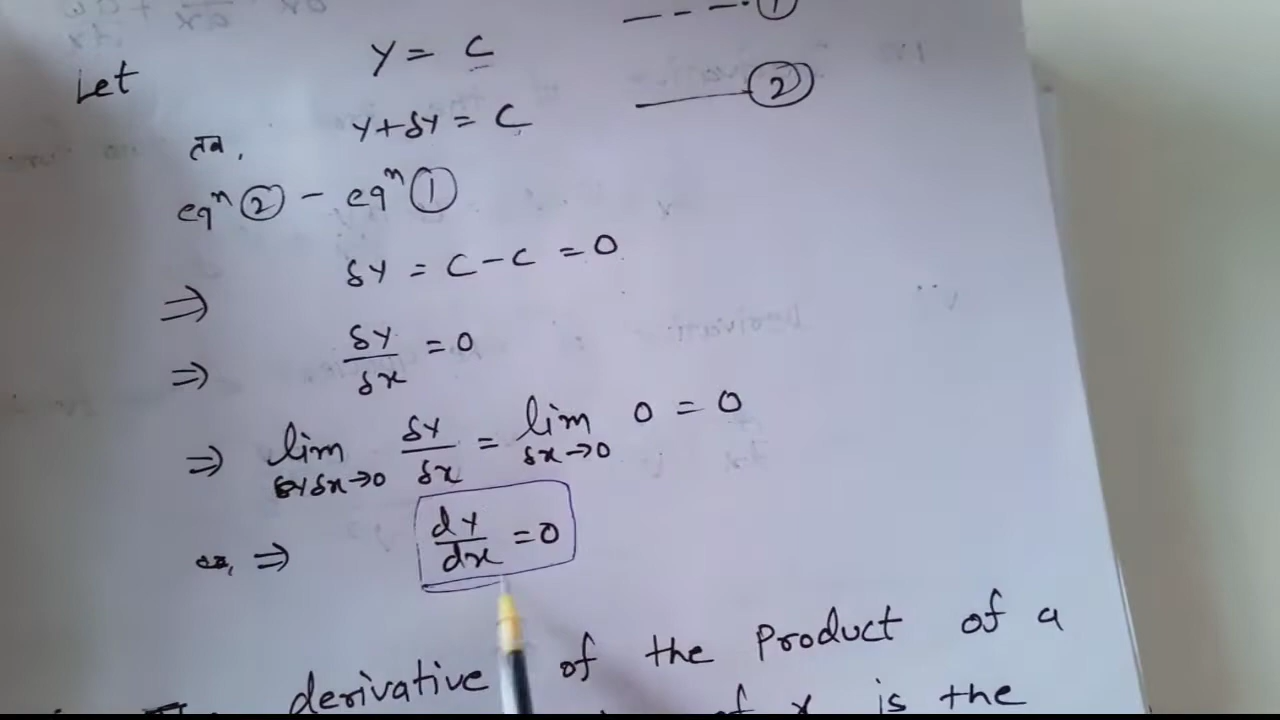 Let y = c - - - - ①
तब, y+δy = c ——— ②
eqⁿ ② - eqⁿ ①
⇒ δy = c - c = 0
⇒ δy/δx = 0
⇒ lim δx→0 δy/δx = lim δx→0 0 = 0
⇒ dy/dx = 0
derivative of the product of a
of x is the